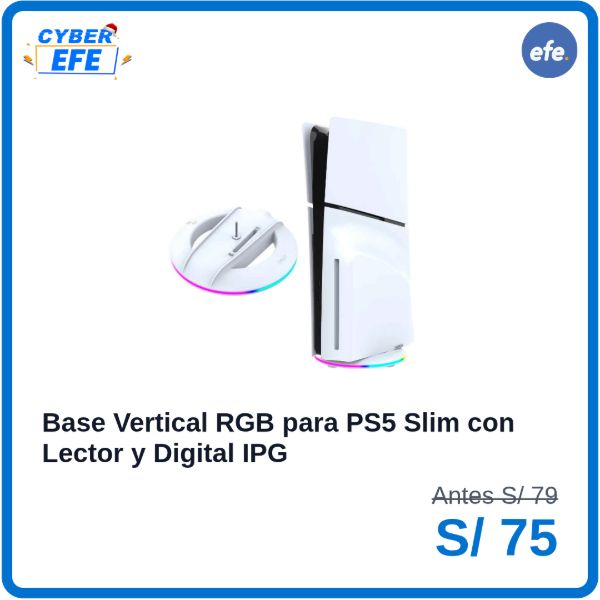 CYBER
EFE
efe.
Base Vertical RGB para PS5 Slim con
Lector y Digital IPG
Antes S/ 79
S/ 75